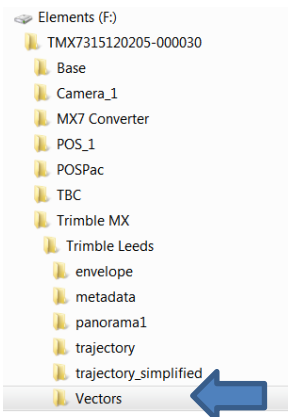 Elements (F:)
TMX7315120205-000030
Base
Camera_1
MX7 Converter
POS_1
POSPac
TBC
Trimble MX
Trimble Leeds
envelope
metadata
panorama1
trajectory
trajectory_simplified
Vectors